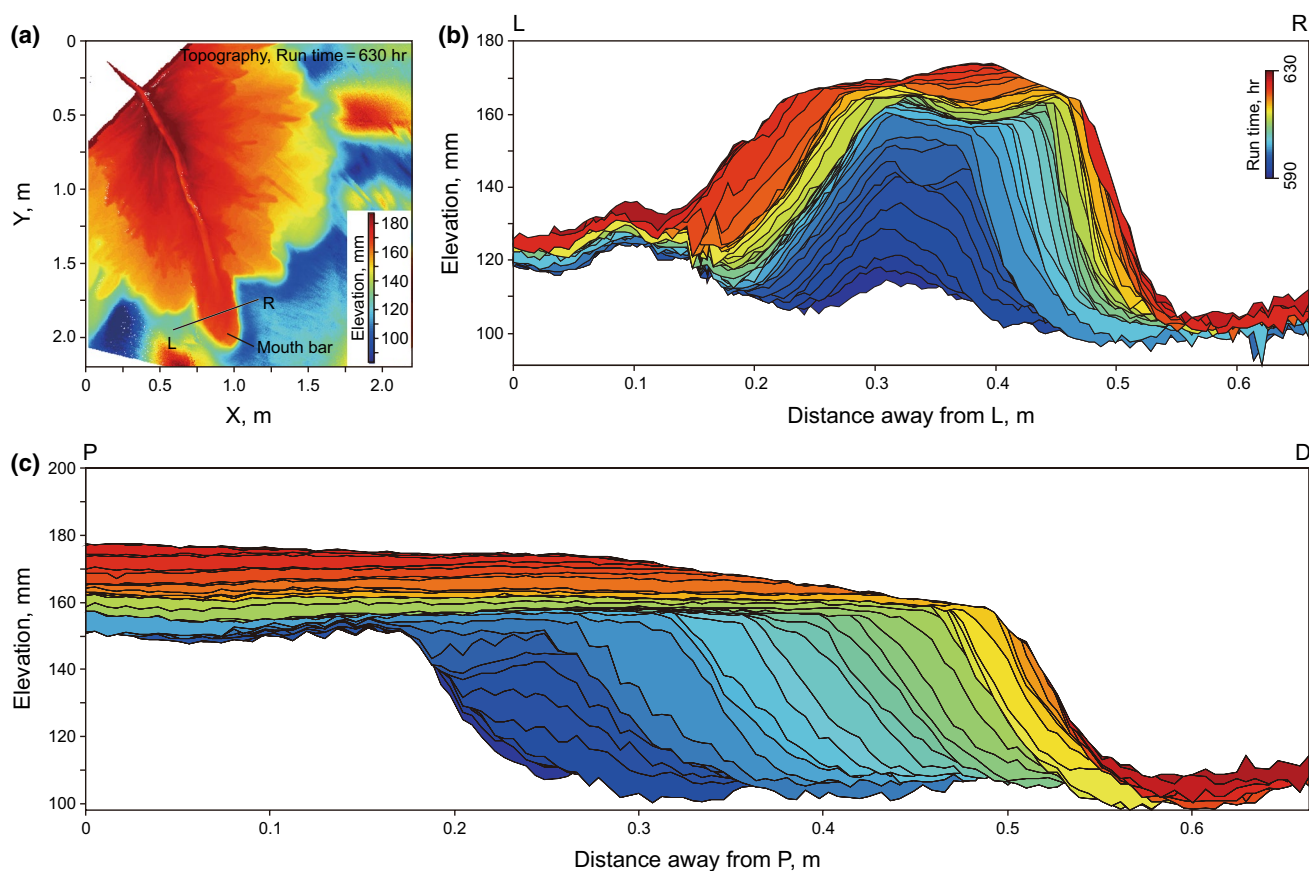 (a)
Topography, Run time = 630 hr
0
0.5
1.0
1.5
2.0
Y, m
0 0.5 1.0 1.5 2.0
X, m
Elevation, mm
180
160
140
120
100
R
L
Mouth bar
(b)
L R
180
160
140
120
100
Elevation, mm
0 0.1 0.2 0.3 0.4 0.5 0.6
Distance away from L, m
Run time, hr
630
590
(c)
P D
200
180
160
140
120
100
Elevation, mm
0 0.1 0.2 0.3 0.4 0.5 0.6
Distance away from P, m